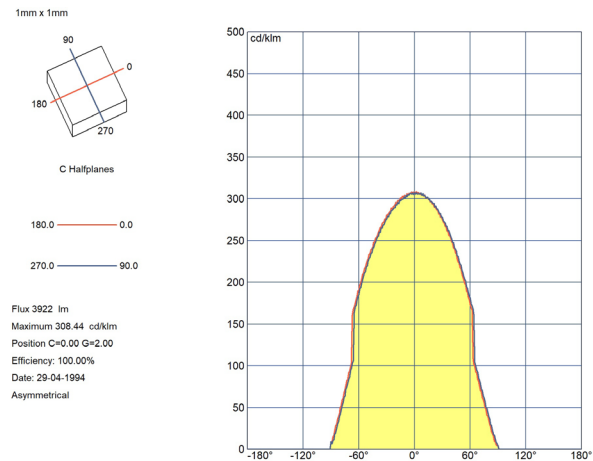 1mm x 1mm
90
0
180
270
C Halfplanes
180.0 0.0
270.0 90.0
Flux 3922 lm
Maximum 308.44 cd/klm
Position C=0.00 G=2.00
Efficiency: 100.00%
Date: 29-04-1994
Asymmetrical
500
cd/klm
450
400
350
300
250
200
150
100
50
0
-180° -120° -60° 0° 60° 120° 180°